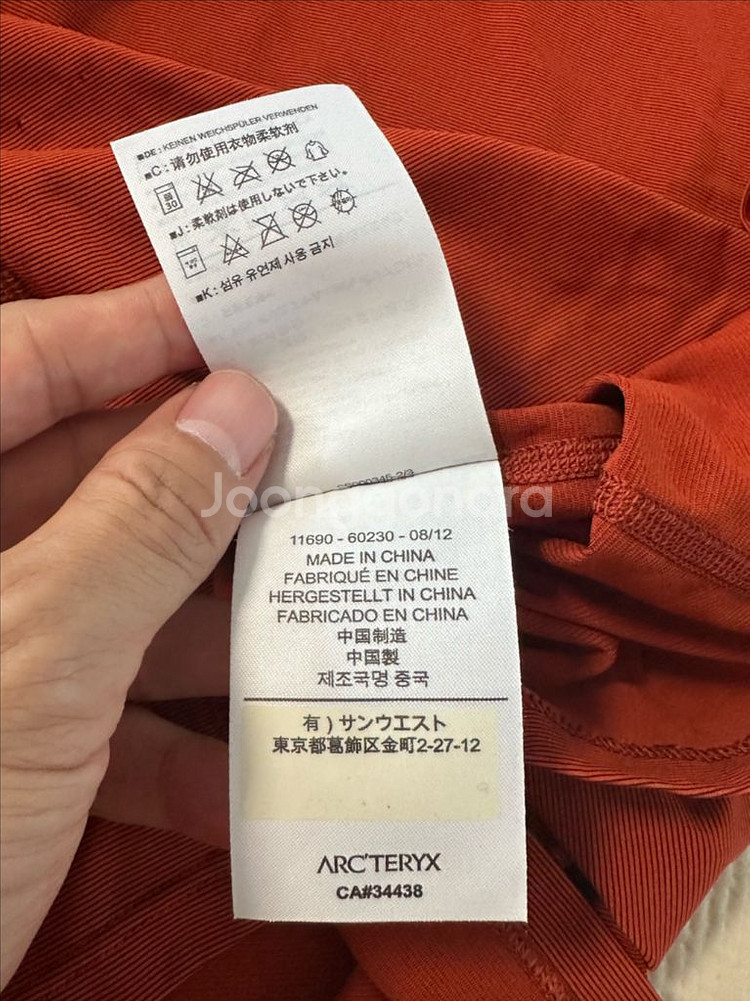 ■DE : KEINEN WEICHSPÜLER VERWENDEN
■C : 请勿使用衣物柔软剂
30
■J : 柔軟剤は使用しないで下さい。
■K : 섬유 유연제 사용 금지
Joonggonara
11690 - 60230 - 08/12
MADE IN CHINA
FABRIQUÉ EN CHINE
HERGESTELLT IN CHINA
FABRICADO EN CHINA
中国制造
中国製
제조국명 중국
有 ) サンウエスト
東京都葛飾区金町2-27-12
ARC'TERYX
CA#34438